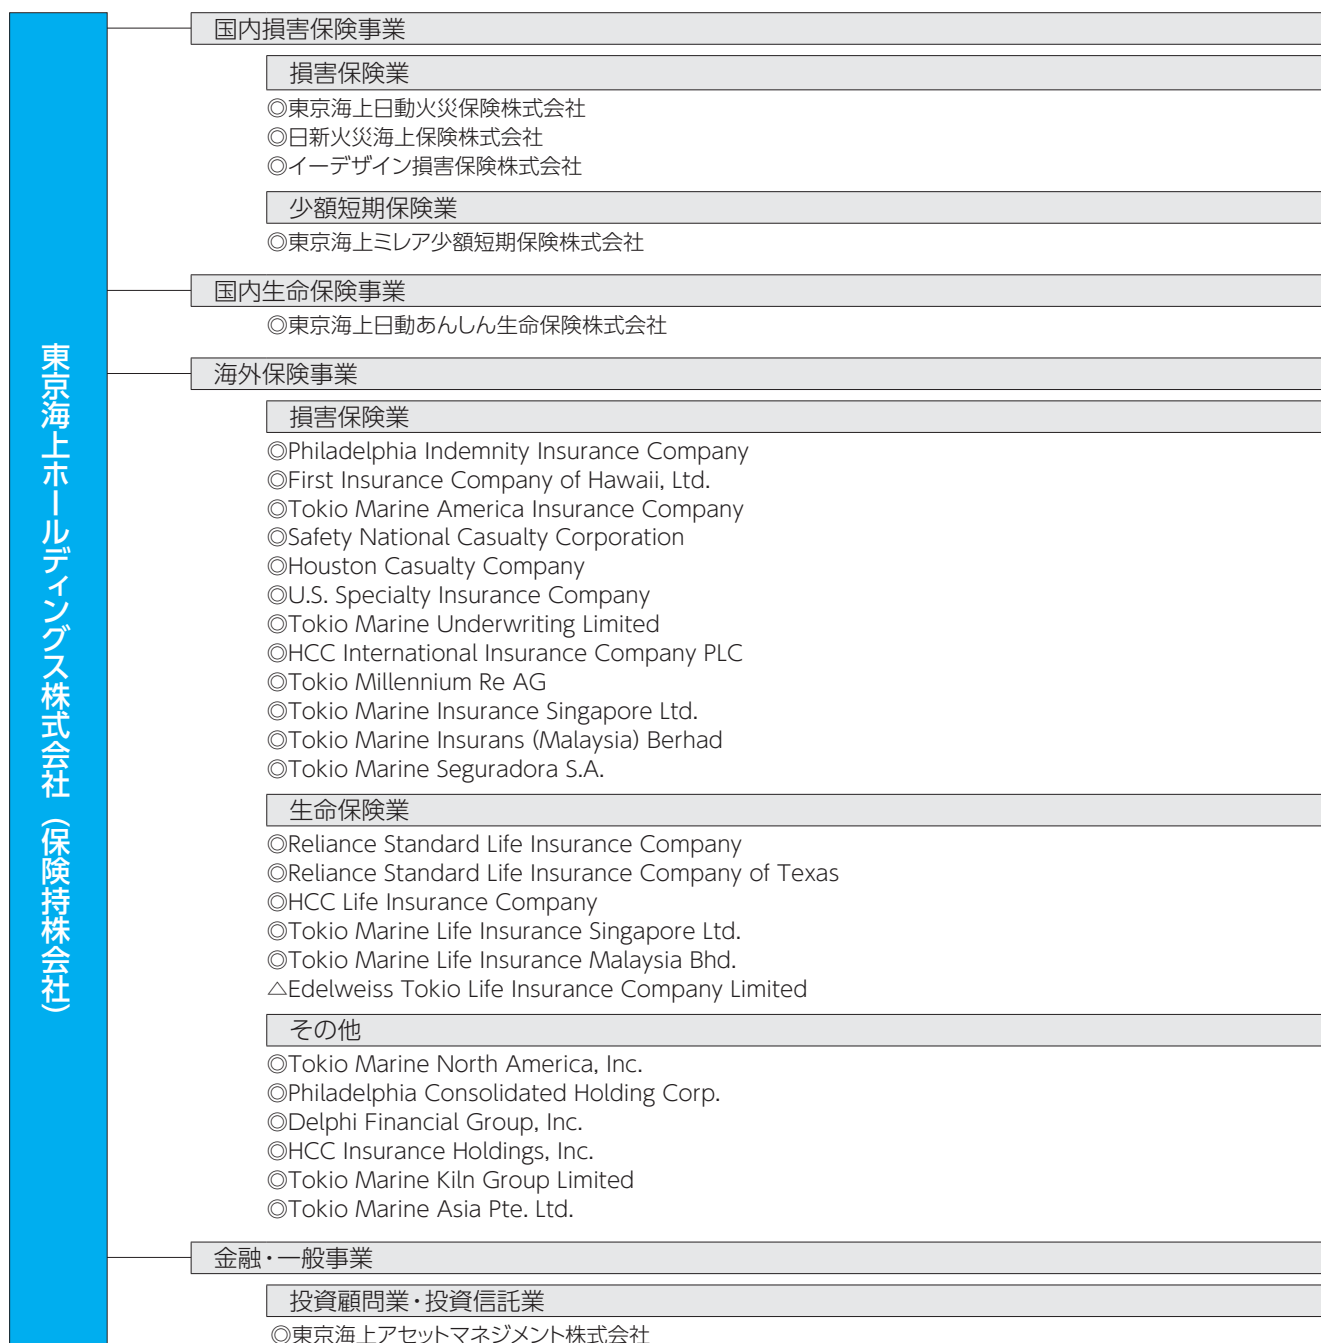 東京海上ホールディングス株式会社（保険持株会社）
国内損害保険事業
損害保険業
◎東京海上日動火災保険株式会社
◎日新火災海上保険株式会社
◎イーデザイン損害保険株式会社
少額短期保険業
◎東京海上ミレア少額短期保険株式会社
国内生命保険事業
◎東京海上日動あんしん生命保険株式会社
海外保険事業
損害保険業
◎Philadelphia Indemnity Insurance Company
◎First Insurance Company of Hawaii, Ltd.
◎Tokio Marine America Insurance Company
◎Safety National Casualty Corporation
◎Houston Casualty Company
◎U.S. Specialty Insurance Company
◎Tokio Marine Underwriting Limited
◎HCC International Insurance Company PLC
◎Tokio Millennium Re AG
◎Tokio Marine Insurance Singapore Ltd.
◎Tokio Marine Insurans (Malaysia) Berhad
◎Tokio Marine Seguradora S.A.
生命保険業
◎Reliance Standard Life Insurance Company
◎Reliance Standard Life Insurance Company of Texas
◎HCC Life Insurance Company
◎Tokio Marine Life Insurance Singapore Ltd.
◎Tokio Marine Life Insurance Malaysia Bhd.
△Edelweiss Tokio Life Insurance Company Limited
その他
◎Tokio Marine North America, Inc.
◎Philadelphia Consolidated Holding Corp.
◎Delphi Financial Group, Inc.
◎HCC Insurance Holdings, Inc.
◎Tokio Marine Kiln Group Limited
◎Tokio Marine Asia Pte. Ltd.
金融・一般事業
投資顧問業・投資信託業
◎東京海上アセットマネジメント株式会社